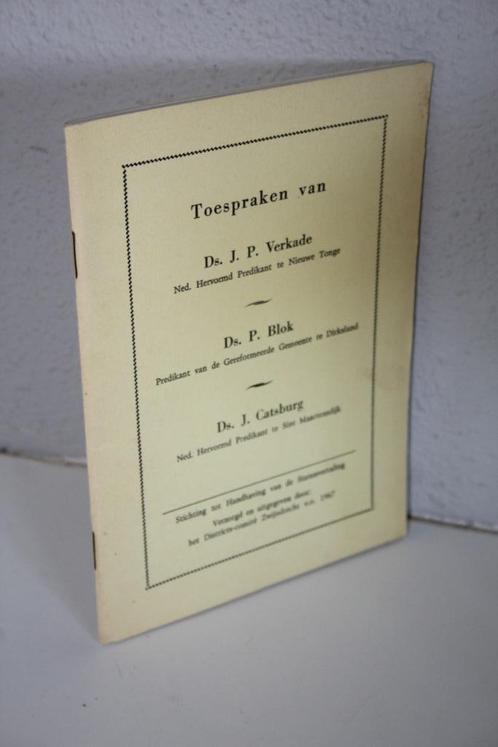 Toespraken van
Ds. J. P. Verkade
Ned. Hervormd Predikant te Nieuwe Tonge
Ds. P. Blok
Predikant van de Gereformeerde Gemeente te Dirksland
Ds. J. Catsburg
Ned. Hervormd Predikant te Sint Maartensdijk
Stichting tot Handhaving van de Statenvertaling
Verzorgd en uitgegeven door:
het Districts-comité Zwijndrecht e.o. 1967